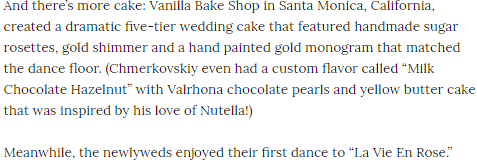 And there's more cake: Vanilla Bake Shop in Santa Monica, California,
created a dramatic five-tier wedding cake that featured handmade sugar
rosettes, gold shimmer and a hand painted gold monogram that matched
the dance floor. (Chmerkovskiy even had a custom flavor called “Milk
Chocolate Hazelnut” with Valrhona chocolate pearls and yellow butter cake
that was inspired by his love of Nutella!)
Meanwhile, the newlyweds enjoyed their first dance to “La Vie En Rose.”